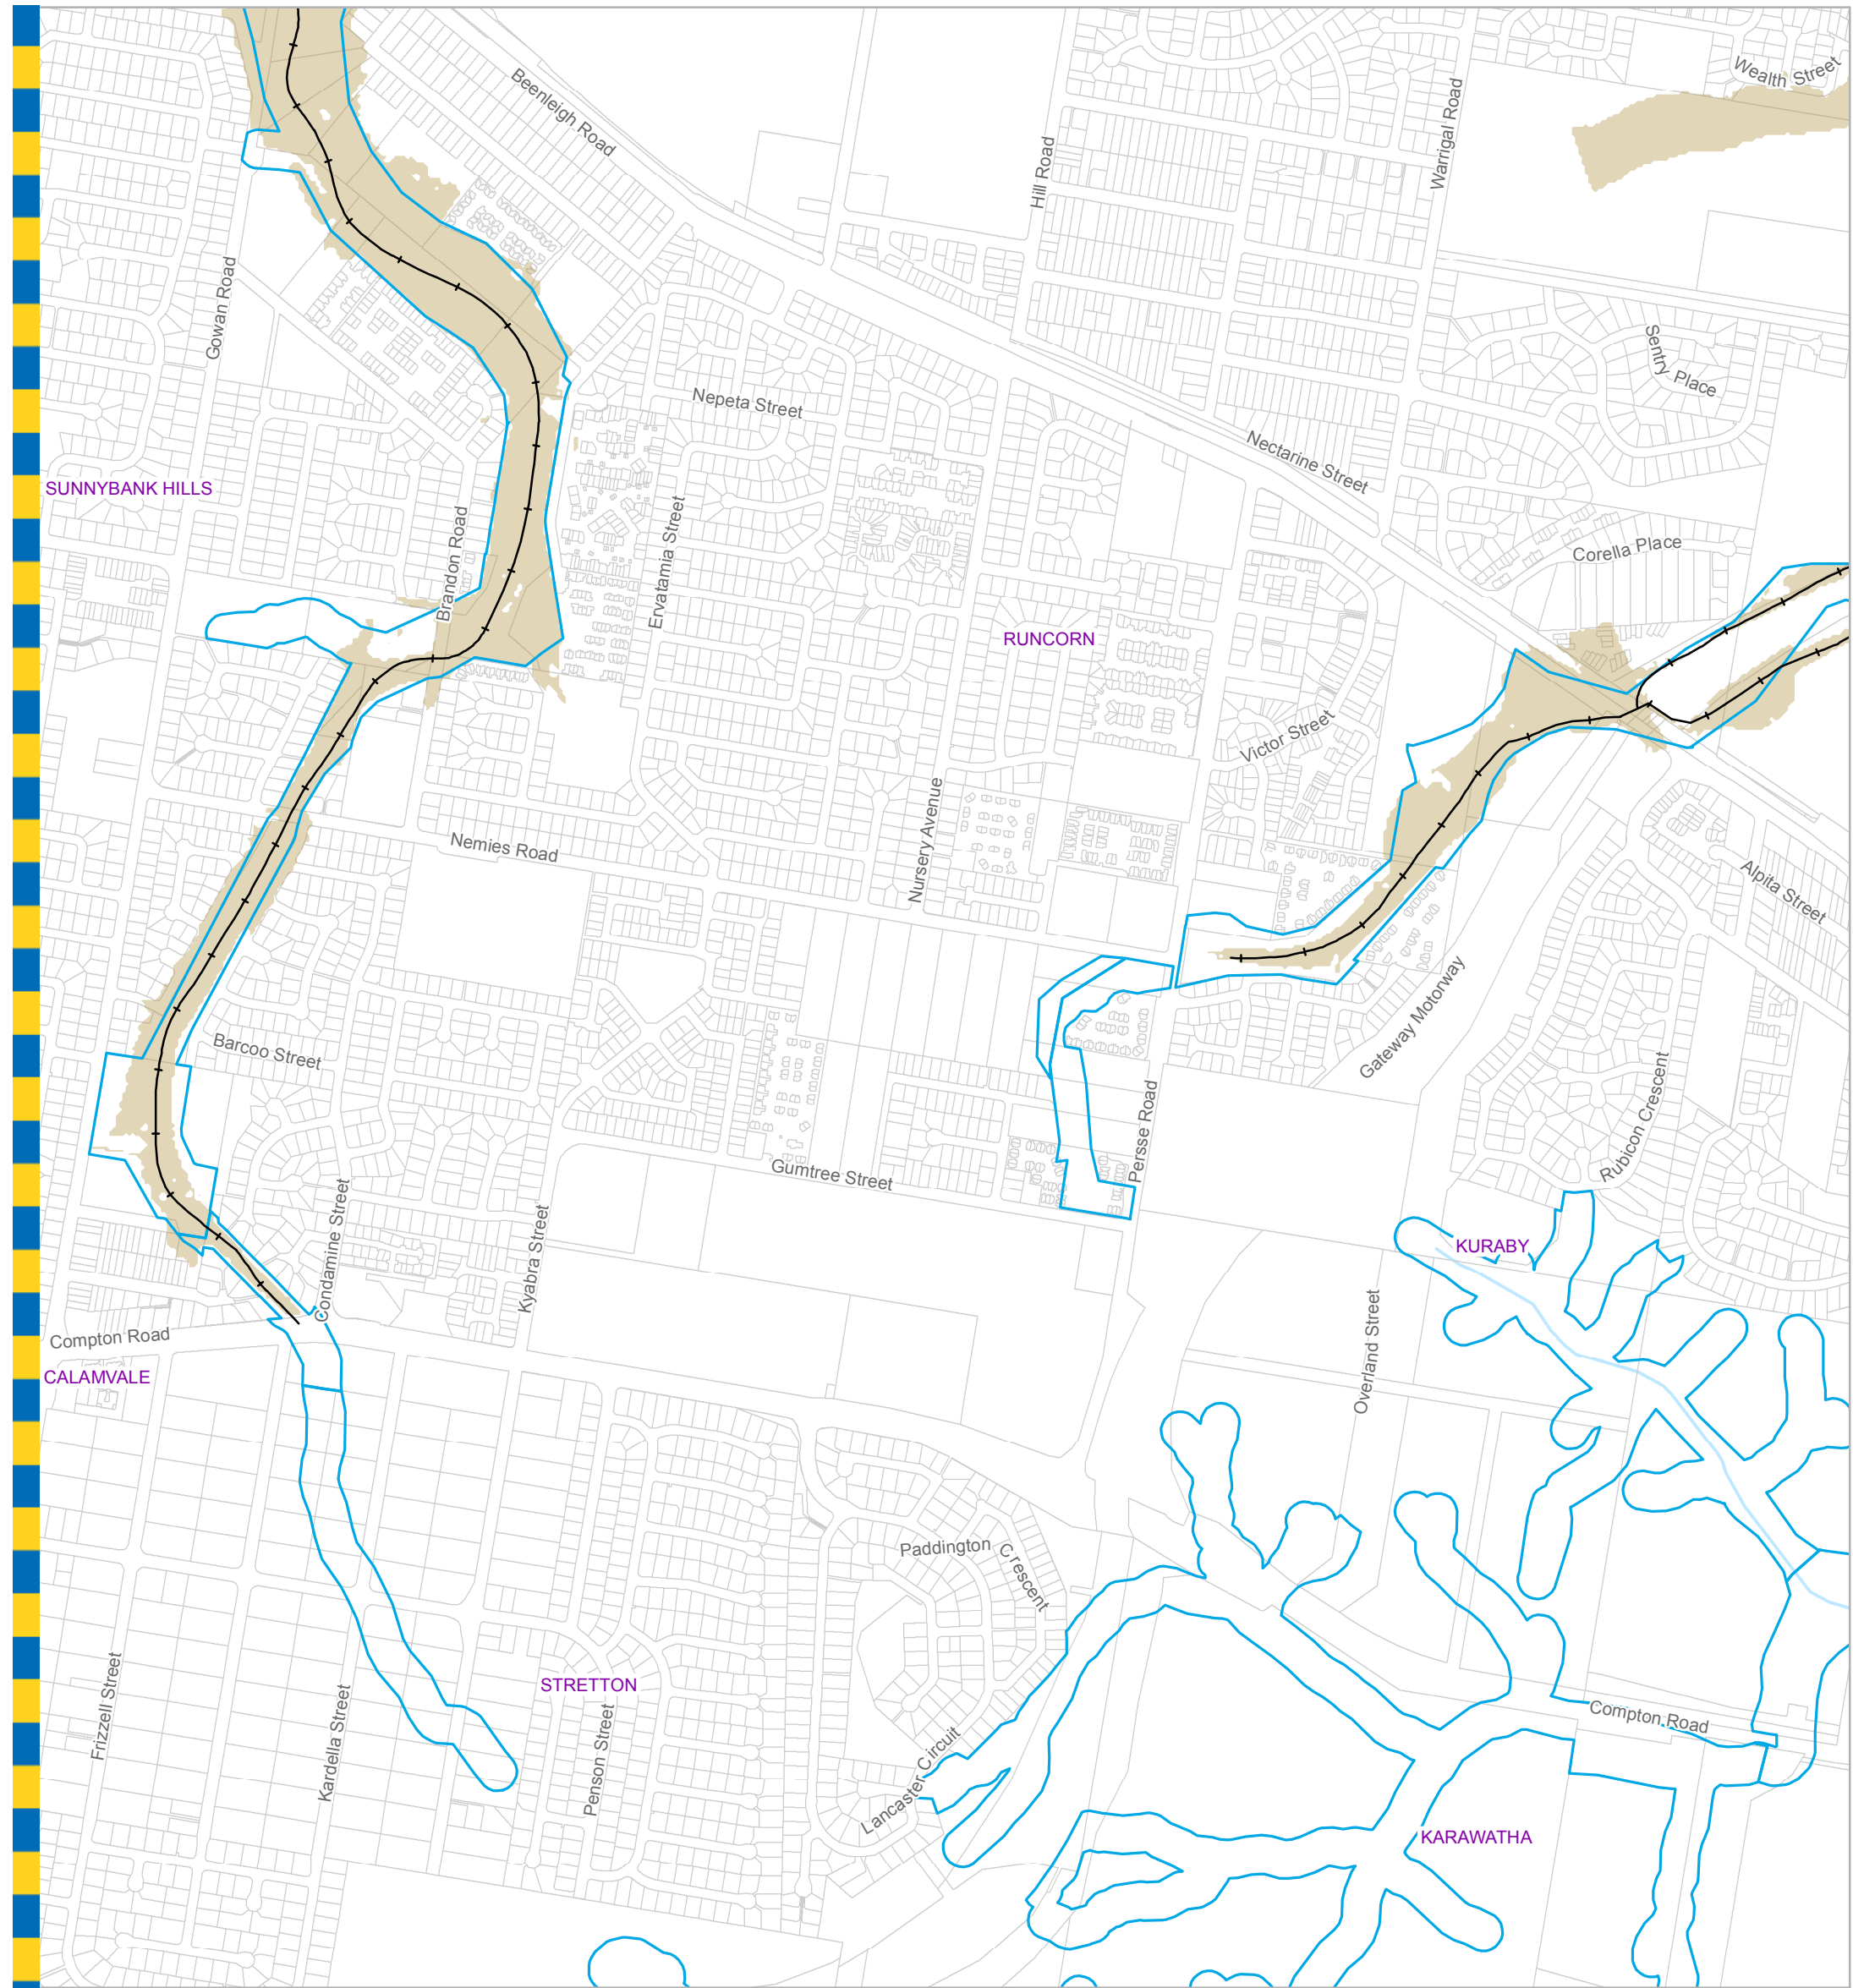 Wealth Street
Beenleigh Road
Warrigal Road
Hill Road
Gowan Road
Sentry Place
Nepeta Street
Nectarine Street
SUNNYBANK HILLS
Brandon Road
Ervatamia Street
Corella Place
RUNCORN
Victor Street
Nemies Road
Nursery Avenue
Alpita Street
Gateway Motorway
Barcoo Street
Rubicon Crescent
Persse Road
Gumtree Street
Condamine Street
Kyabra Street
KURABY
Overland Street
Compton Road
CALAMVALE
Paddington Crescent
Frizzell Street
STRETTON
Kardella Street
Penson Street
Lancaster Circuit
Compton Road
KARAWATHA